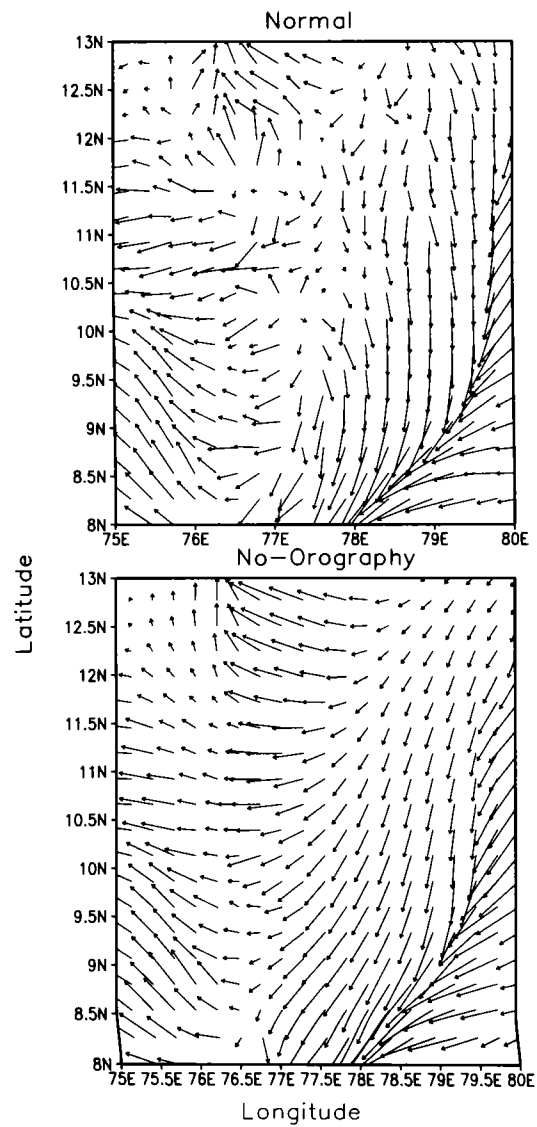 Normal
13N
12.5N
12N
11.5N
11N
10.5N
10N
9.5N
9N
8.5N
8N
75E 76E 77E 78E 79E 80E
No-Orography
13N
12.5N
12N
11.5N
11N
10.5N
10N
9.5N
9N
8.5N
8N
75E 75.5E 76E 76.5E 77E 77.5E 78E 78.5E 79E 79.5E 80E
Latitude
Longitude